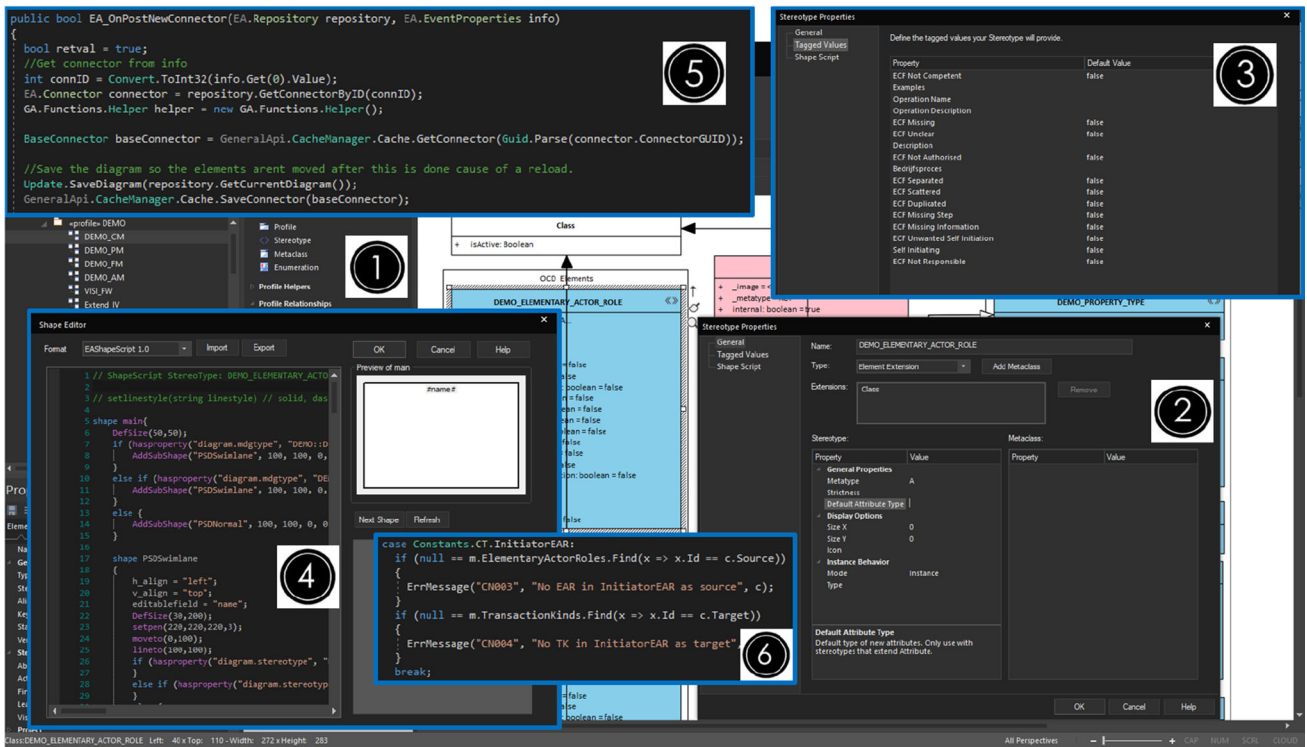 public bool EA_OnPostNewConnector(EA.Repository repository, EA.EventProperties info)
{
bool retval = true;
//Get connector from info
int connID = Convert.ToInt32(info.Get(0).Value);
EA.Connector connector = repository.GetConnectorByID(connID);
GA.Functions.Helper helper = new GA.Functions.Helper();
BaseConnector baseConnector = GeneralApi.CacheManager.Cache.GetConnector(Guid.Parse(connector.ConnectorGUID));
//Save the diagram so the elements arent moved after this is done cause of a reload.
Update.SaveDiagram(repository.GetCurrentDiagram());
GeneralApi.CacheManager.Cache.SaveConnector(baseConnector);
5
Stereotype Properties
General
Tagged Values
Shape Script
Define the tagged values your Stereotype will provide.
Property Default Value
ECF Not Competent false
Examples
Operation Name
Operation Description
ECF Missing false
ECF Unclear false
Description
ECF Not Authorised false
Bedrijfsproces
ECF Separated false
ECF Scattered false
ECF Duplicated false
ECF Missing Step false
ECF Missing Information false
ECF Unwanted Self Initiation false
Self Initiating false
ECF Not Responsible false
3
«profile» DEMO
DEMO_CM
DEMO_PM
DEMO_FM
DEMO_AM
VISI_FW
Extend_IV
Profile
Stereotype
Metaclass
Enumeration
Profile Helpers
Profile Relationships
1
Class
+ isActive: Boolean
OCD Elements
DEMO_ELEMENTARY_ACTOR_ROLE
+ _image =
+ _metatype =
+ internal: boolean = true
DEMO_PROPERTY_TYPE
Shape Editor
Format EAShapeScript 1.0 Import Export OK Cancel Help
Preview of main
#name#
1 // ShapeScript StereoType: DEMO_ELEMENTARY_ACTO
2
3 // setlinestyle(string linestyle) // solid, das
4
5 shape main{
6 DefSize(50,50);
7 if (hasproperty("diagram.mdgtype", "DEMO::D
8 AddSubShape("PSDSwimlane", 100, 100, 0,
9 }
10 else if (hasproperty("diagram.mdgtype", "DE
11 AddSubShape("PSDSwimlane", 100, 100, 0,
12 }
13 else {
14 AddSubShape("PSDNormal", 100, 100, 0, 0
15 }
16
17 shape PSDSwimlane
18 {
19 h_align = "left";
20 v_align = "top";
21 editablefield = "name";
22 DefSize(30,200);
23 setpen(220,220,220,3);
24 moveto(0,100);
25 lineto(100,100);
26 if (hasproperty("diagram.stereotype", "
27 }
28 else if (hasproperty("diagram.stereotyp
29 }
Next Shape Refresh
4
= false
boolean = false
= false
ean = false
= false
boolean = false
= false
boolean = false
case Constants.CT.InitiatorEAR:
if (null == m.ElementaryActorRoles.Find(x => x.Id == c.Source))
{
ErrMessage("CN003", "No EAR in InitiatorEAR as source", c);
}
if (null == m.TransactionKinds.Find(x => x.Id == c.Target))
{
ErrMessage("CN004", "No TK in InitiatorEAR as target",
}
break;
6
Stereotype Properties
General
Tagged Values
Shape Script
Name: DEMO_ELEMENTARY_ACTOR_ROLE
Type: Element Extension Add Metaclass
Extensions: Class Remove
2
Stereotype: Metaclass:
Property Value Property Value
General Properties
Metatype A
Strictness
Default Attribute Type
Display Options
Size X 0
Size Y 0
Icon
Instance Behavior
Mode Instance
Type
Default Attribute Type
Default type of new attributes. Only use with
stereotypes that extend Attribute.
OK Cancel Help
Class:DEMO_ELEMENTARY_ACTOR_ROLE Left: 40 x Top: 110 - Width: 272 x Height: 283
All Perspectives CAP NUM SCRL CLOUD